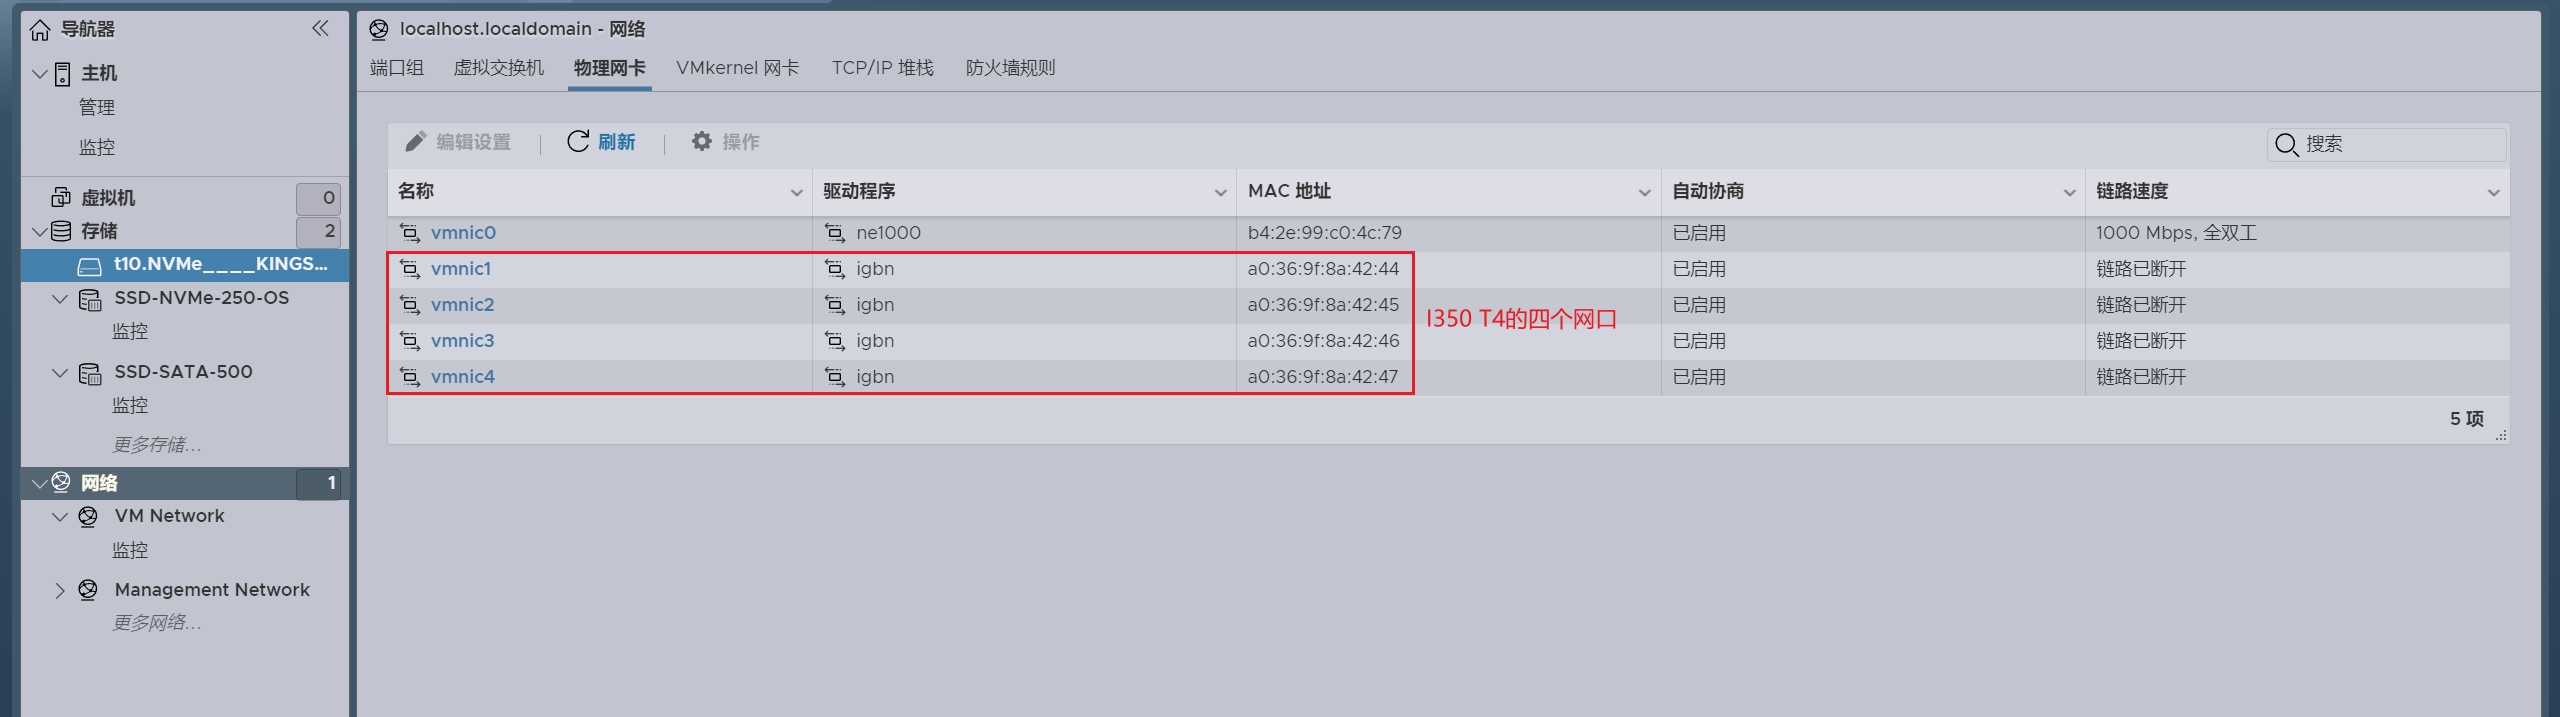 导航器
主机
管理
监控
虚拟机 0
存储 2
t10.NVMe____KINGS...
SSD-NVMe-250-OS
监控
SSD-SATA-500
监控
更多存储...
网络 1
VM Network
监控
Management Network
更多网络...
localhost.localdomain - 网络
端口组 虚拟交换机 物理网卡 VMkernel 网卡 TCP/IP 堆栈 防火墙规则
编辑设置 刷新 操作 搜索
名称 驱动程序 MAC 地址 自动协商 链路速度
vmnic0 ne1000 b4:2e:99:c0:4c:79 已启用 1000 Mbps, 全双工
vmnic1 igbn a0:36:9f:8a:42:44 已启用 链路已断开
vmnic2 igbn a0:36:9f:8a:42:45 已启用 链路已断开
I350 T4的四个网口
vmnic3 igbn a0:36:9f:8a:42:46 已启用 链路已断开
vmnic4 igbn a0:36:9f:8a:42:47 已启用 链路已断开
5 项